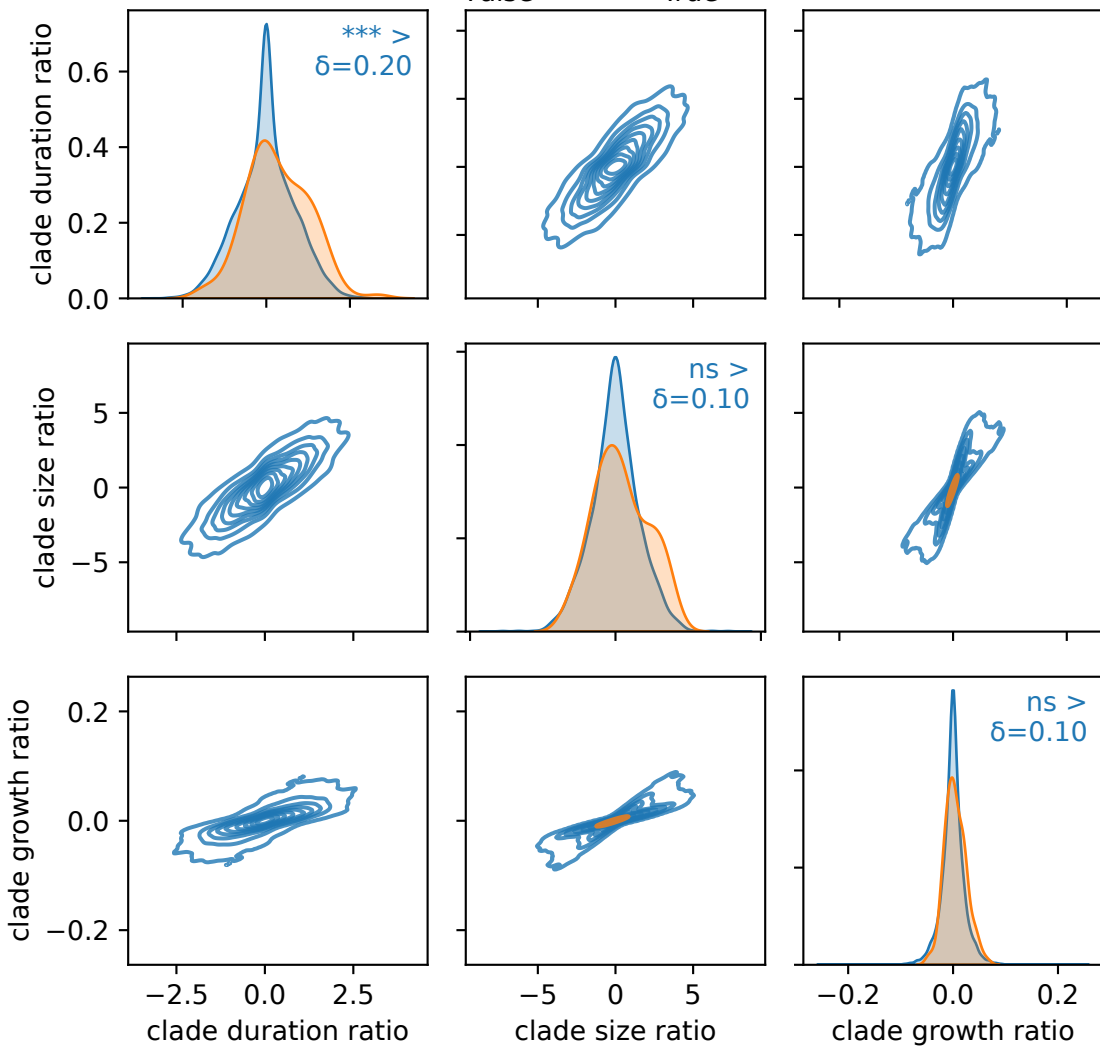 clade duration ratio
0.6
0.4
0.2
0.0
*** >
δ=0.20
clade size ratio
5
0
−5
ns >
δ=0.10
clade growth ratio
0.2
0.0
−0.2
ns >
δ=0.10
−2.5 0.0 2.5
−5 0 5
−0.2 0.0 0.2
clade duration ratio
clade size ratio
clade growth ratio